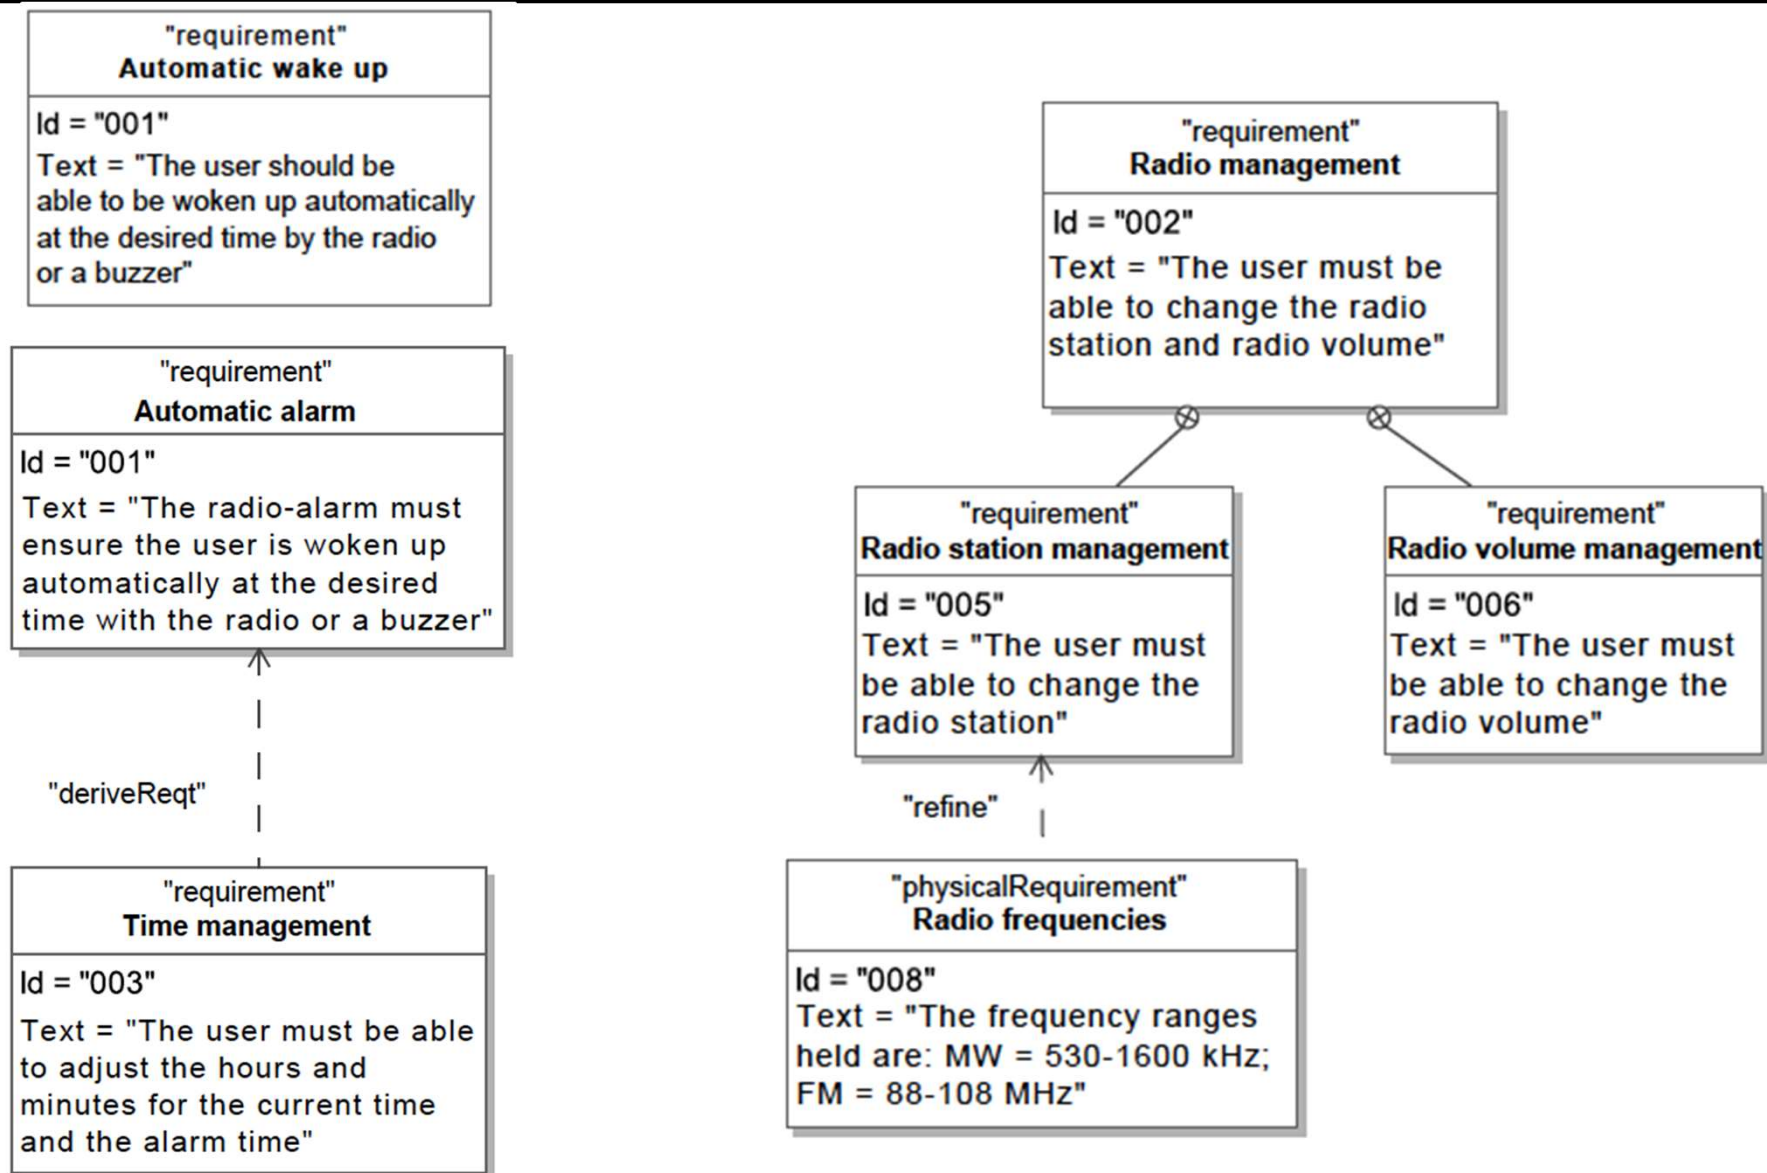 "requirement"
Automatic wake up
Id = "001"
Text = "The user should be
able to be woken up automatically
at the desired time by the radio
or a buzzer"
"requirement"
Automatic alarm
Id = "001"
Text = "The radio-alarm must
ensure the user is woken up
automatically at the desired
time with the radio or a buzzer"
"deriveReqt"
"requirement"
Time management
Id = "003"
Text = "The user must be able
to adjust the hours and
minutes for the current time
and the alarm time"
"requirement"
Radio management
Id = "002"
Text = "The user must be
able to change the radio
station and radio volume"
"requirement"
Radio station management
Id = "005"
Text = "The user must
be able to change the
radio station"
"requirement"
Radio volume management
Id = "006"
Text = "The user must
be able to change the
radio volume"
"refine"
"physicalRequirement"
Radio frequencies
Id = "008"
Text = "The frequency ranges
held are: MW = 530-1600 kHz;
FM = 88-108 MHz"